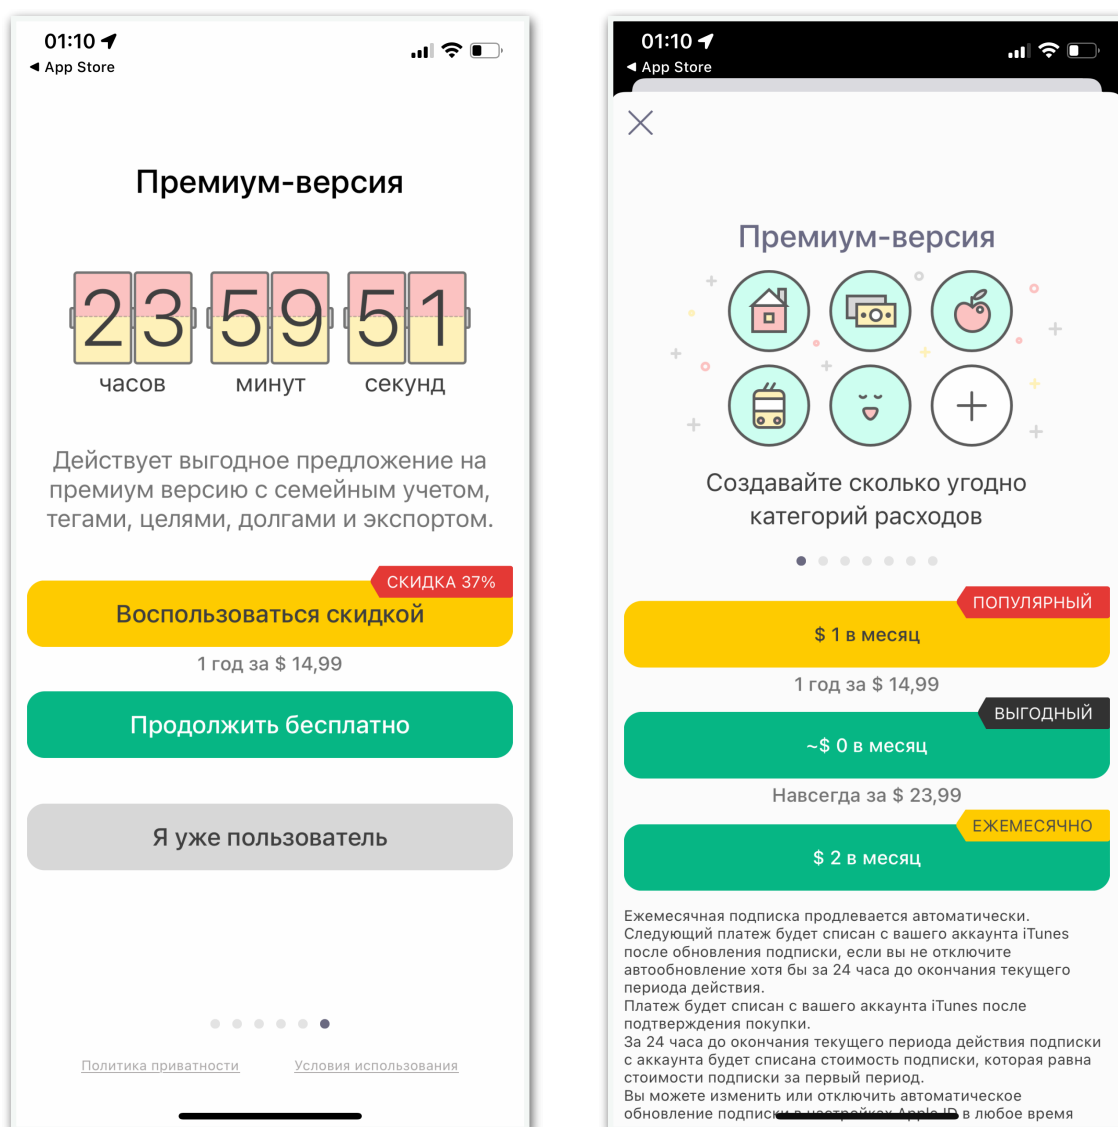 01:10
App Store
Премиум-версия
23 59 51
часов минут секунд
Действует выгодное предложение на
премиум версию с семейным учетом,
тегами, целями, долгами и экспортом.
СКИДКА 37%
Воспользоваться скидкой
1 год за $ 14,99
Продолжить бесплатно
Я уже пользователь
Политика приватности Условия использования
01:10
App Store
Премиум-версия
Создавайте сколько угодно
категорий расходов
ПОПУЛЯРНЫЙ
$ 1 в месяц
1 год за $ 14,99
ВЫГОДНЫЙ
~$ 0 в месяц
Навсегда за $ 23,99
ЕЖЕМЕСЯЧНО
$ 2 в месяц
Ежемесячная подписка продлевается автоматически.
Следующий платеж будет списан с вашего аккаунта iTunes
после обновления подписки, если вы не отключите
автообновление хотя бы за 24 часа до окончания текущего
периода действия.
Платеж будет списан с вашего аккаунта iTunes после
подтверждения покупки.
За 24 часа до окончания текущего периода действия подписки
с аккаунта будет списана стоимость подписки, которая равна
стоимости подписки за первый период.
Вы можете изменить или отключить автоматическое
обновление подписки в настройках Apple ID в любое время